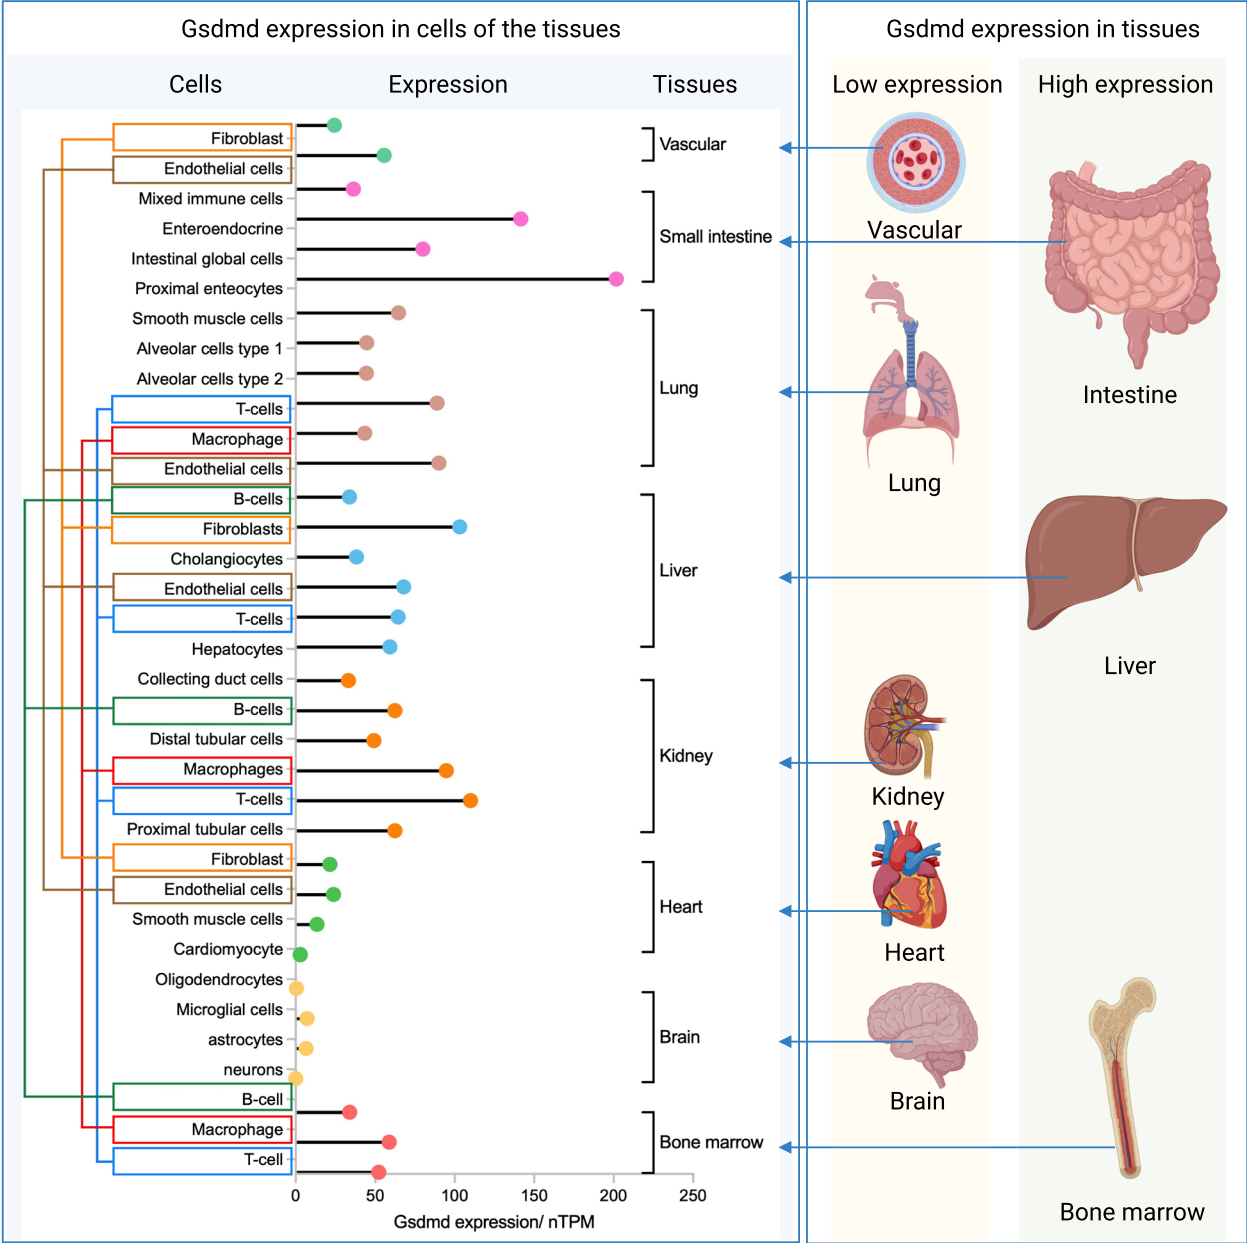 Gsdmd expression in cells of the tissues
Cells
Expression
Tissues
Fibroblast
Endothelial cells
Mixed immune cells
Enteroendocrine
Intestinal global cells
Proximal enteocytes
Smooth muscle cells
Alveolar cells type 1
Alveolar cells type 2
T-cells
Macrophage
Endothelial cells
B-cells
Fibroblasts
Cholangiocytes
Endothelial cells
T-cells
Hepatocytes
Collecting duct cells
B-cells
Distal tubular cells
Macrophages
T-cells
Proximal tubular cells
Fibroblast
Endothelial cells
Smooth muscle cells
Cardiomyocyte
Oligodendrocytes
Microglial cells
astrocytes
neurons
B-cell
Macrophage
T-cell
0 50 100 150 200 250
Gsdmd expression/ nTPM
Vascular
Small intestine
Lung
Liver
Kidney
Heart
Brain
Bone marrow
Gsdmd expression in tissues
Low expression
High expression
Vascular
Lung
Kidney
Heart
Brain
Intestine
Liver
Bone marrow